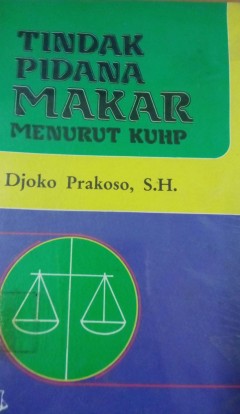 TINDAK
PIDANA
MAKAR
MENURUT KUHP
Djoko Prakoso, S.H.